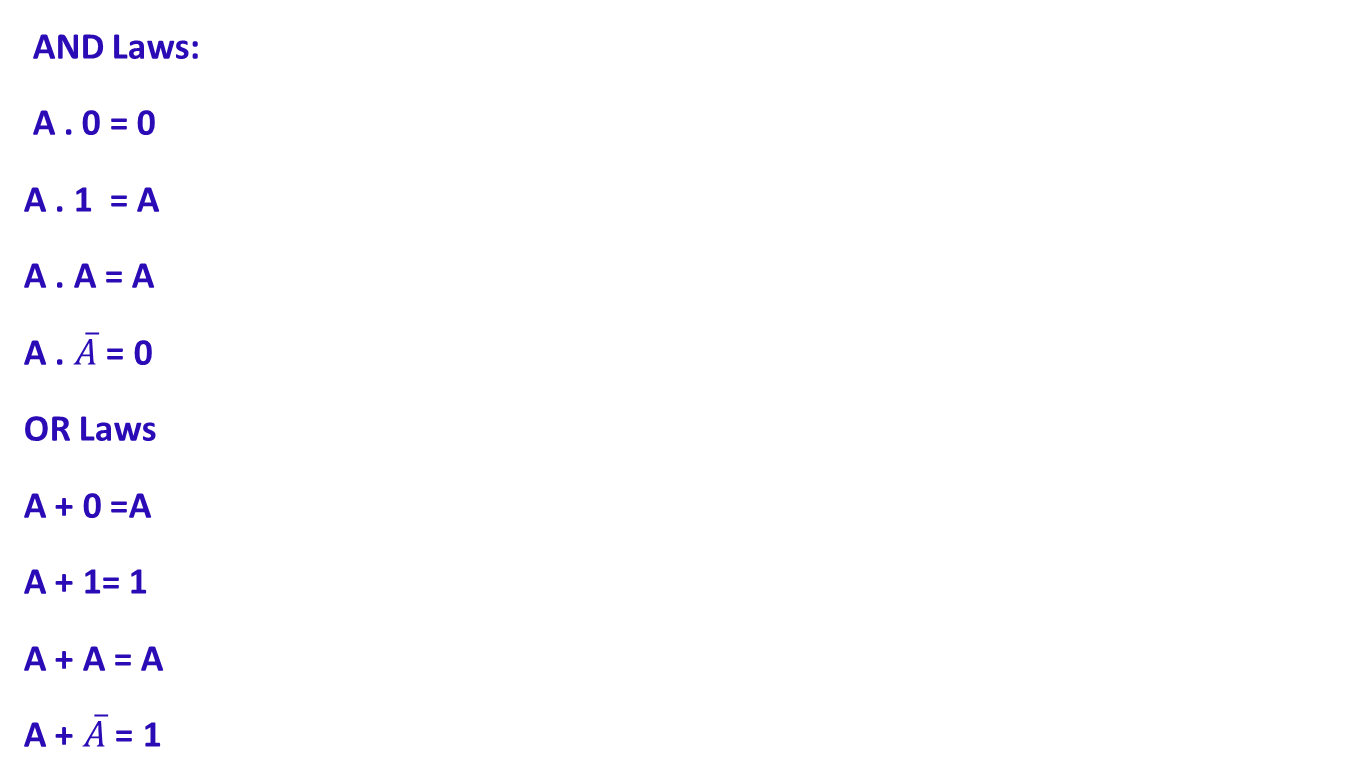 AND Laws:
A . 0 = 0
A . 1 = A
A . A = A
A . Ā = 0
OR Laws
A + 0 =A
A + 1= 1
A + A = A
A + Ā = 1